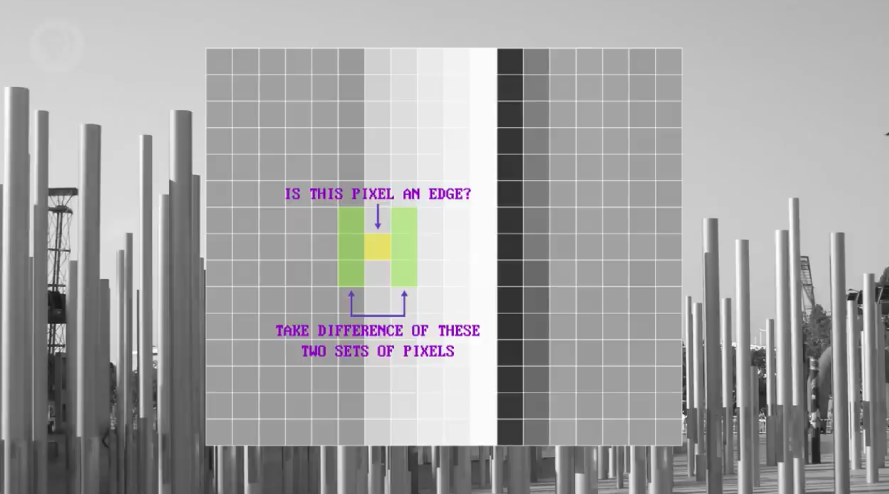 IS THIS PIXEL AN EDGE?
TAKE DIFFERENCE OF THESE
TWO SETS OF PIXELS